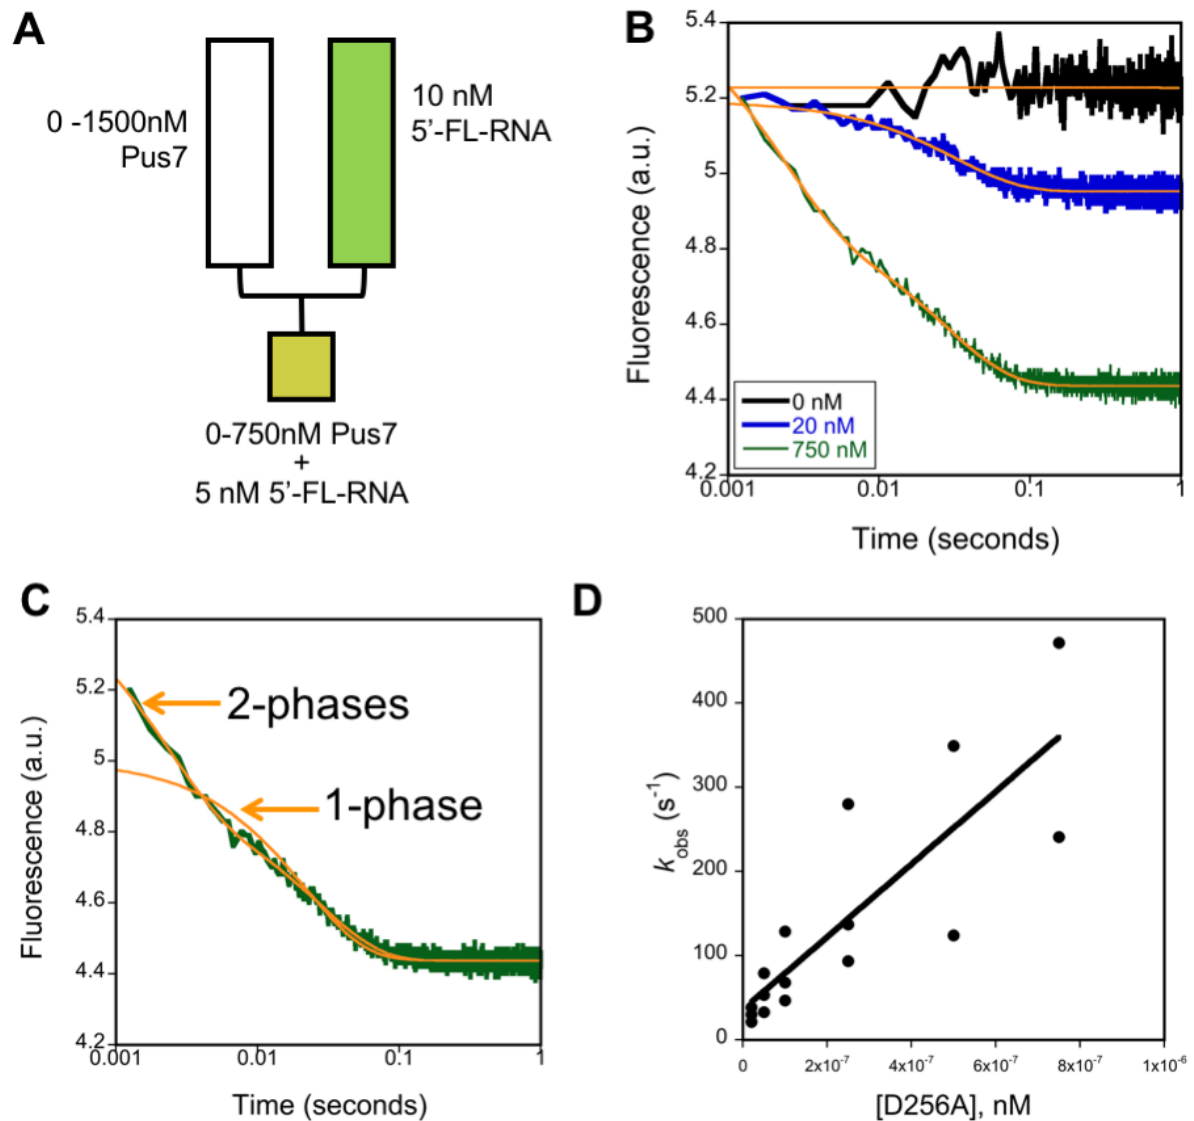 A
0 -1500nM
Pus7
10 nM
5'-FL-RNA
0-750nM Pus7
+
5 nM 5'-FL-RNA
B
Fluorescence (a.u.)
5.4
5.2
5
4.8
4.6
4.4
4.2
0 nM
20 nM
750 nM
0.001
0.01
0.1
1
Time (seconds)
C
Fluorescence (a.u.)
5.4
5.2
5
4.8
4.6
4.4
4.2
2-phases
1-phase
0.001
0.01
0.1
1
Time (seconds)
D
kobs (s⁻¹)
500
400
300
200
100
0
0
2x10⁻⁷
4x10⁻⁷
6x10⁻⁷
8x10⁻⁷
1x10⁻⁶
[D256A], nM